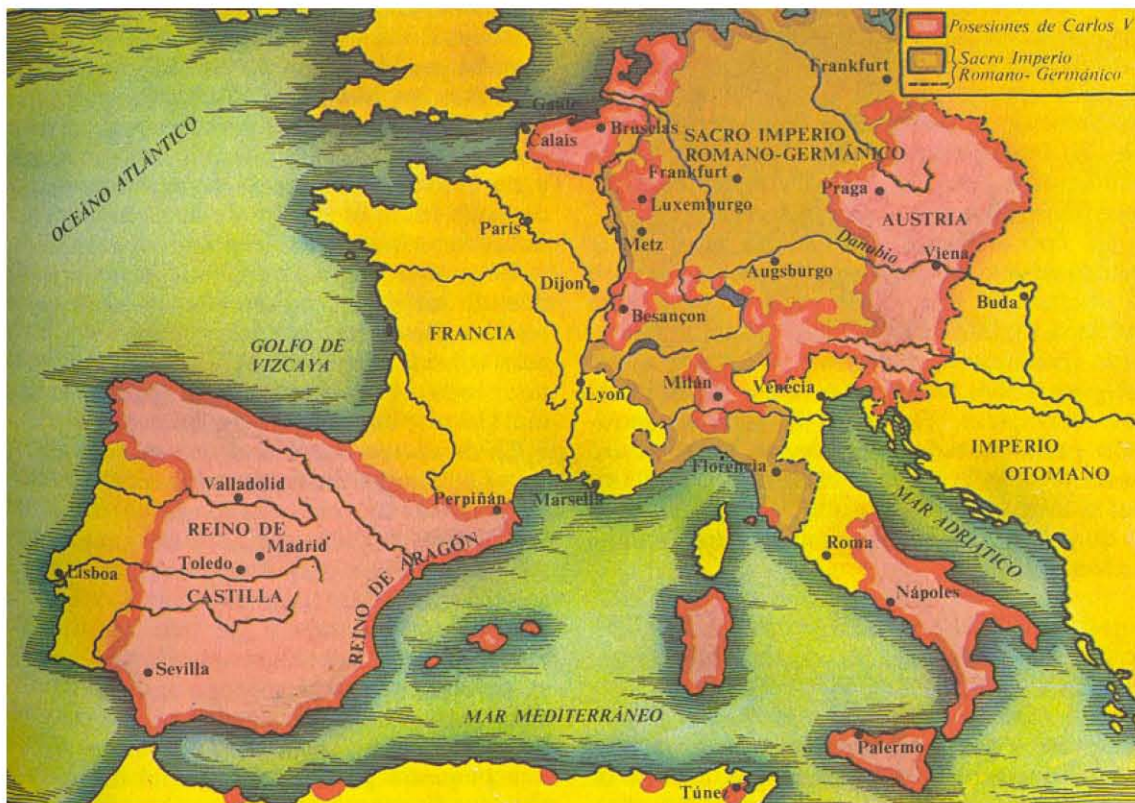 Posesiones de Carlos V
Sacro Imperio
Romano-Germánico
Frankfurt
Gante
Calais
Bruselas
SACRO IMPERIO
ROMANO-GERMÁNICO
Frankfurt
Luxemburgo
Praga
AUSTRIA
OCEÁNO ATLÁNTICO
París
Metz
Danubio
Viena
Augsburgo
Dijon
Buda
Besançon
FRANCIA
GOLFO DE
VIZCAYA
Lyon
Milán
Venecia
IMPERIO
OTOMANO
Florencia
Valladolid
Perpiñán
Marsella
MAR ADRIÁTICO
REINO DE
CASTILLA
Madrid
Toledo
REINO DE ARAGÓN
Lisboa
Roma
Nápoles
Sevilla
MAR MEDITERRÁNEO
Palermo
Túnez